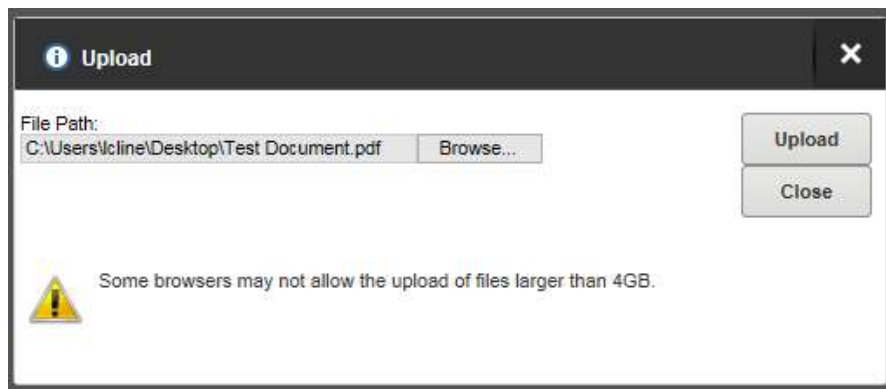 Upload
File Path:
C:\Users\lcline\Desktop\Test Document.pdf Browse...
Upload
Close
Some browsers may not allow the upload of files larger than 4GB.